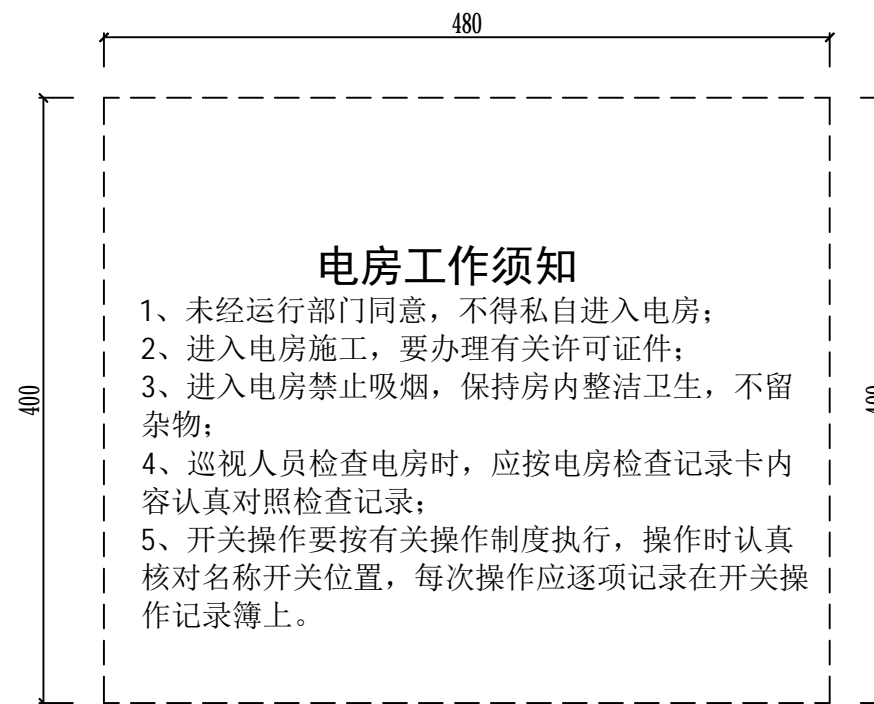 480
400
电房工作须知
1、未经运行部门同意，不得私自进入电房；
2、进入电房施工，要办理有关许可证件；
3、进入电房禁止吸烟，保持房内整洁卫生，不留
杂物；
4、巡视人员检查电房时，应按电房检查记录卡内
容认真对照检查记录；
5、开关操作要按有关操作制度执行，操作时认真
核对名称开关位置，每次操作应逐项记录在开关操
作记录簿上。